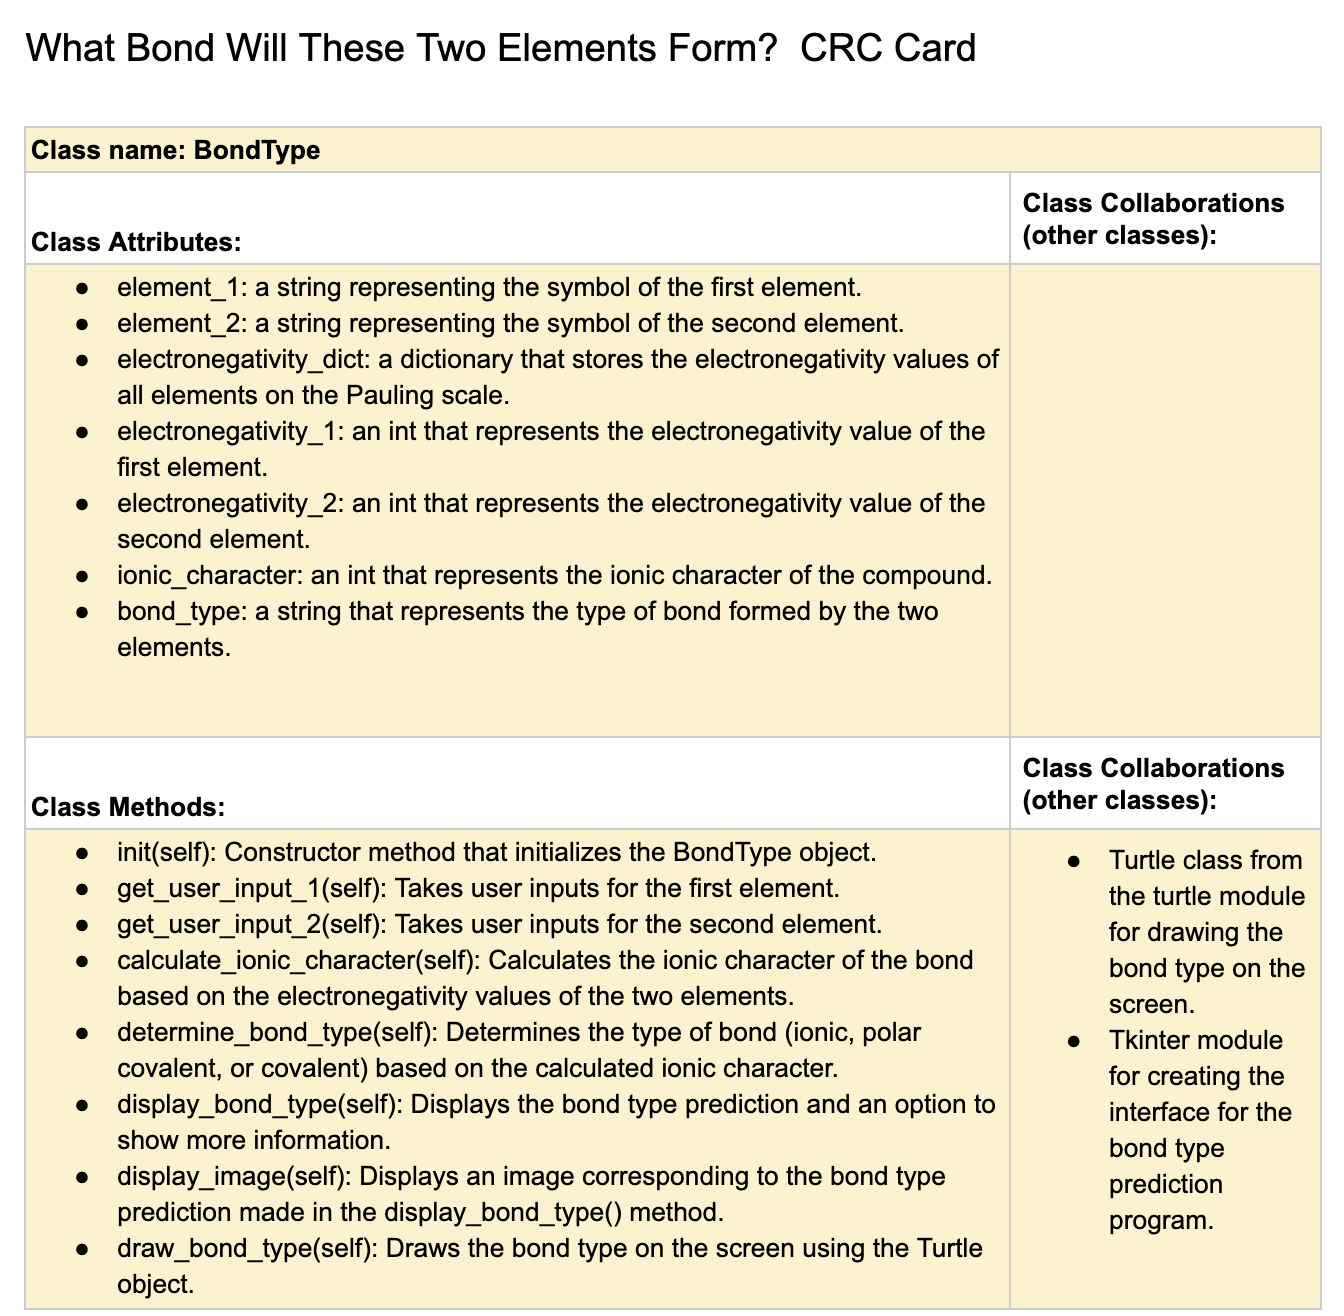 What Bond Will These Two Elements Form?  CRC Card
Class name: BondType
Class Attributes:
Class Collaborations
(other classes):
● element_1: a string representing the symbol of the first element.
● element_2: a string representing the symbol of the second element.
● electronegativity_dict: a dictionary that stores the electronegativity values of
all elements on the Pauling scale.
● electronegativity_1: an int that represents the electronegativity value of the
first element.
● electronegativity_2: an int that represents the electronegativity value of the
second element.
● ionic_character: an int that represents the ionic character of the compound.
● bond_type: a string that represents the type of bond formed by the two
elements.
Class Methods:
Class Collaborations
(other classes):
● init(self): Constructor method that initializes the BondType object.
● get_user_input_1(self): Takes user inputs for the first element.
● get_user_input_2(self): Takes user inputs for the second element.
● calculate_ionic_character(self): Calculates the ionic character of the bond
based on the electronegativity values of the two elements.
● determine_bond_type(self): Determines the type of bond (ionic, polar
covalent, or covalent) based on the calculated ionic character.
● display_bond_type(self): Displays the bond type prediction and an option to
show more information.
● display_image(self): Displays an image corresponding to the bond type
prediction made in the display_bond_type() method.
● draw_bond_type(self): Draws the bond type on the screen using the Turtle
object.
● Turtle class from
the turtle module
for drawing the
bond type on the
screen.
● Tkinter module
for creating the
interface for the
bond type
prediction
program.